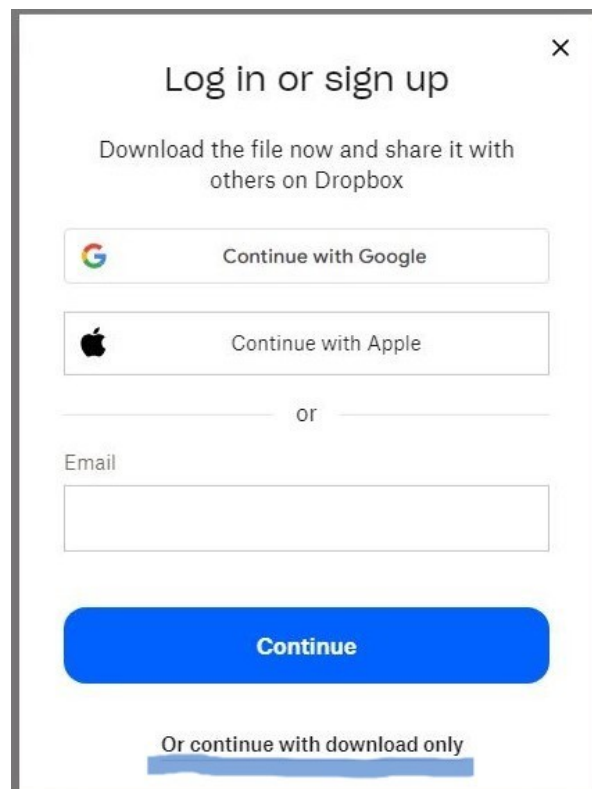 Log in or sign up
Download the file now and share it with
others on Dropbox
Continue with Google
Continue with Apple
or
Email
Continue
Or continue with download only